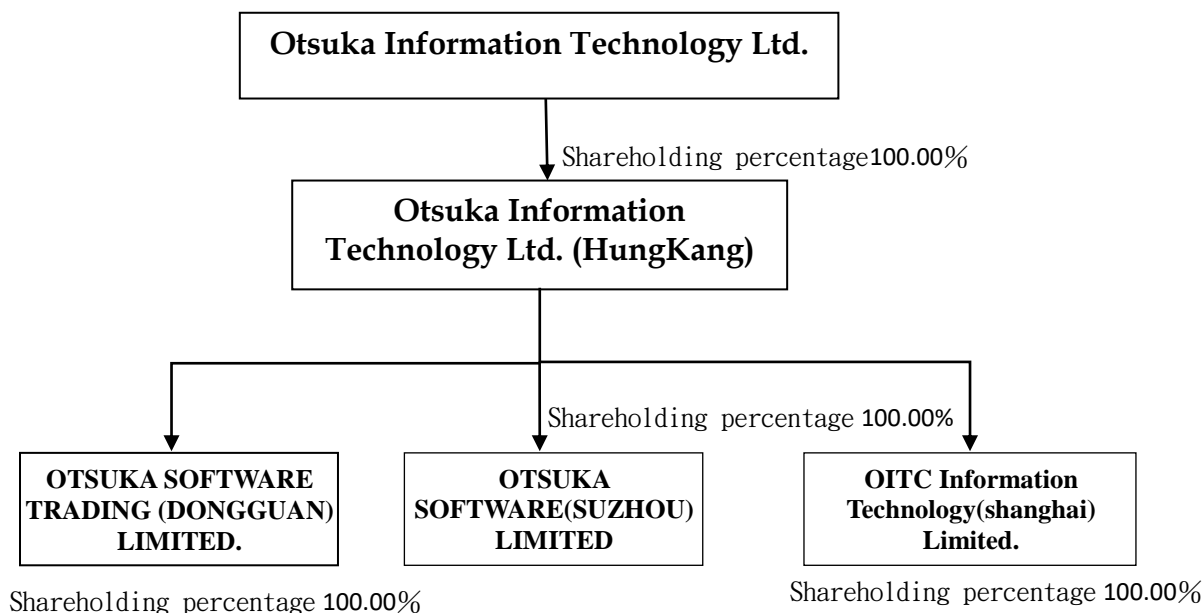 Otsuka Information Technology Ltd.
Shareholding percentage100.00%
Otsuka Information
Technology Ltd. (HungKang)
Shareholding percentage 100.00%
OTSUKA SOFTWARE
TRADING (DONGGUAN)
LIMITED.
OTSUKA
SOFTWARE(SUZHOU)
LIMITED
OITC Information
Technology(shanghai)
Limited.
Shareholding percentage 100.00%
Shareholding percentage 100.00%